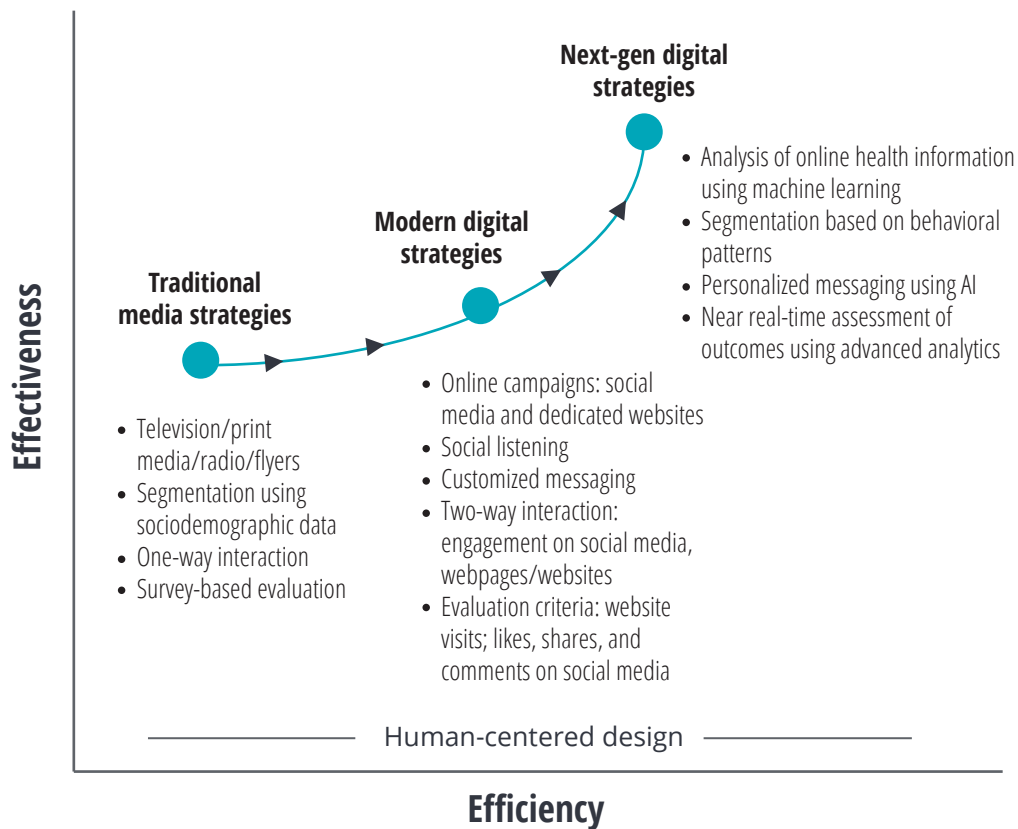 Next-gen digital
strategies
• Analysis of online health information
using machine learning
• Segmentation based on behavioral
patterns
• Personalized messaging using AI
• Near real-time assessment of
outcomes using advanced analytics
Modern digital
strategies
• Online campaigns: social
media and dedicated websites
• Social listening
• Customized messaging
• Two-way interaction:
engagement on social media,
webpages/websites
• Evaluation criteria: website
visits; likes, shares, and
comments on social media
Traditional
media strategies
• Television/print
media/radio/flyers
• Segmentation using
sociodemographic data
• One-way interaction
• Survey-based evaluation
Effectiveness
Human-centered design
Efficiency